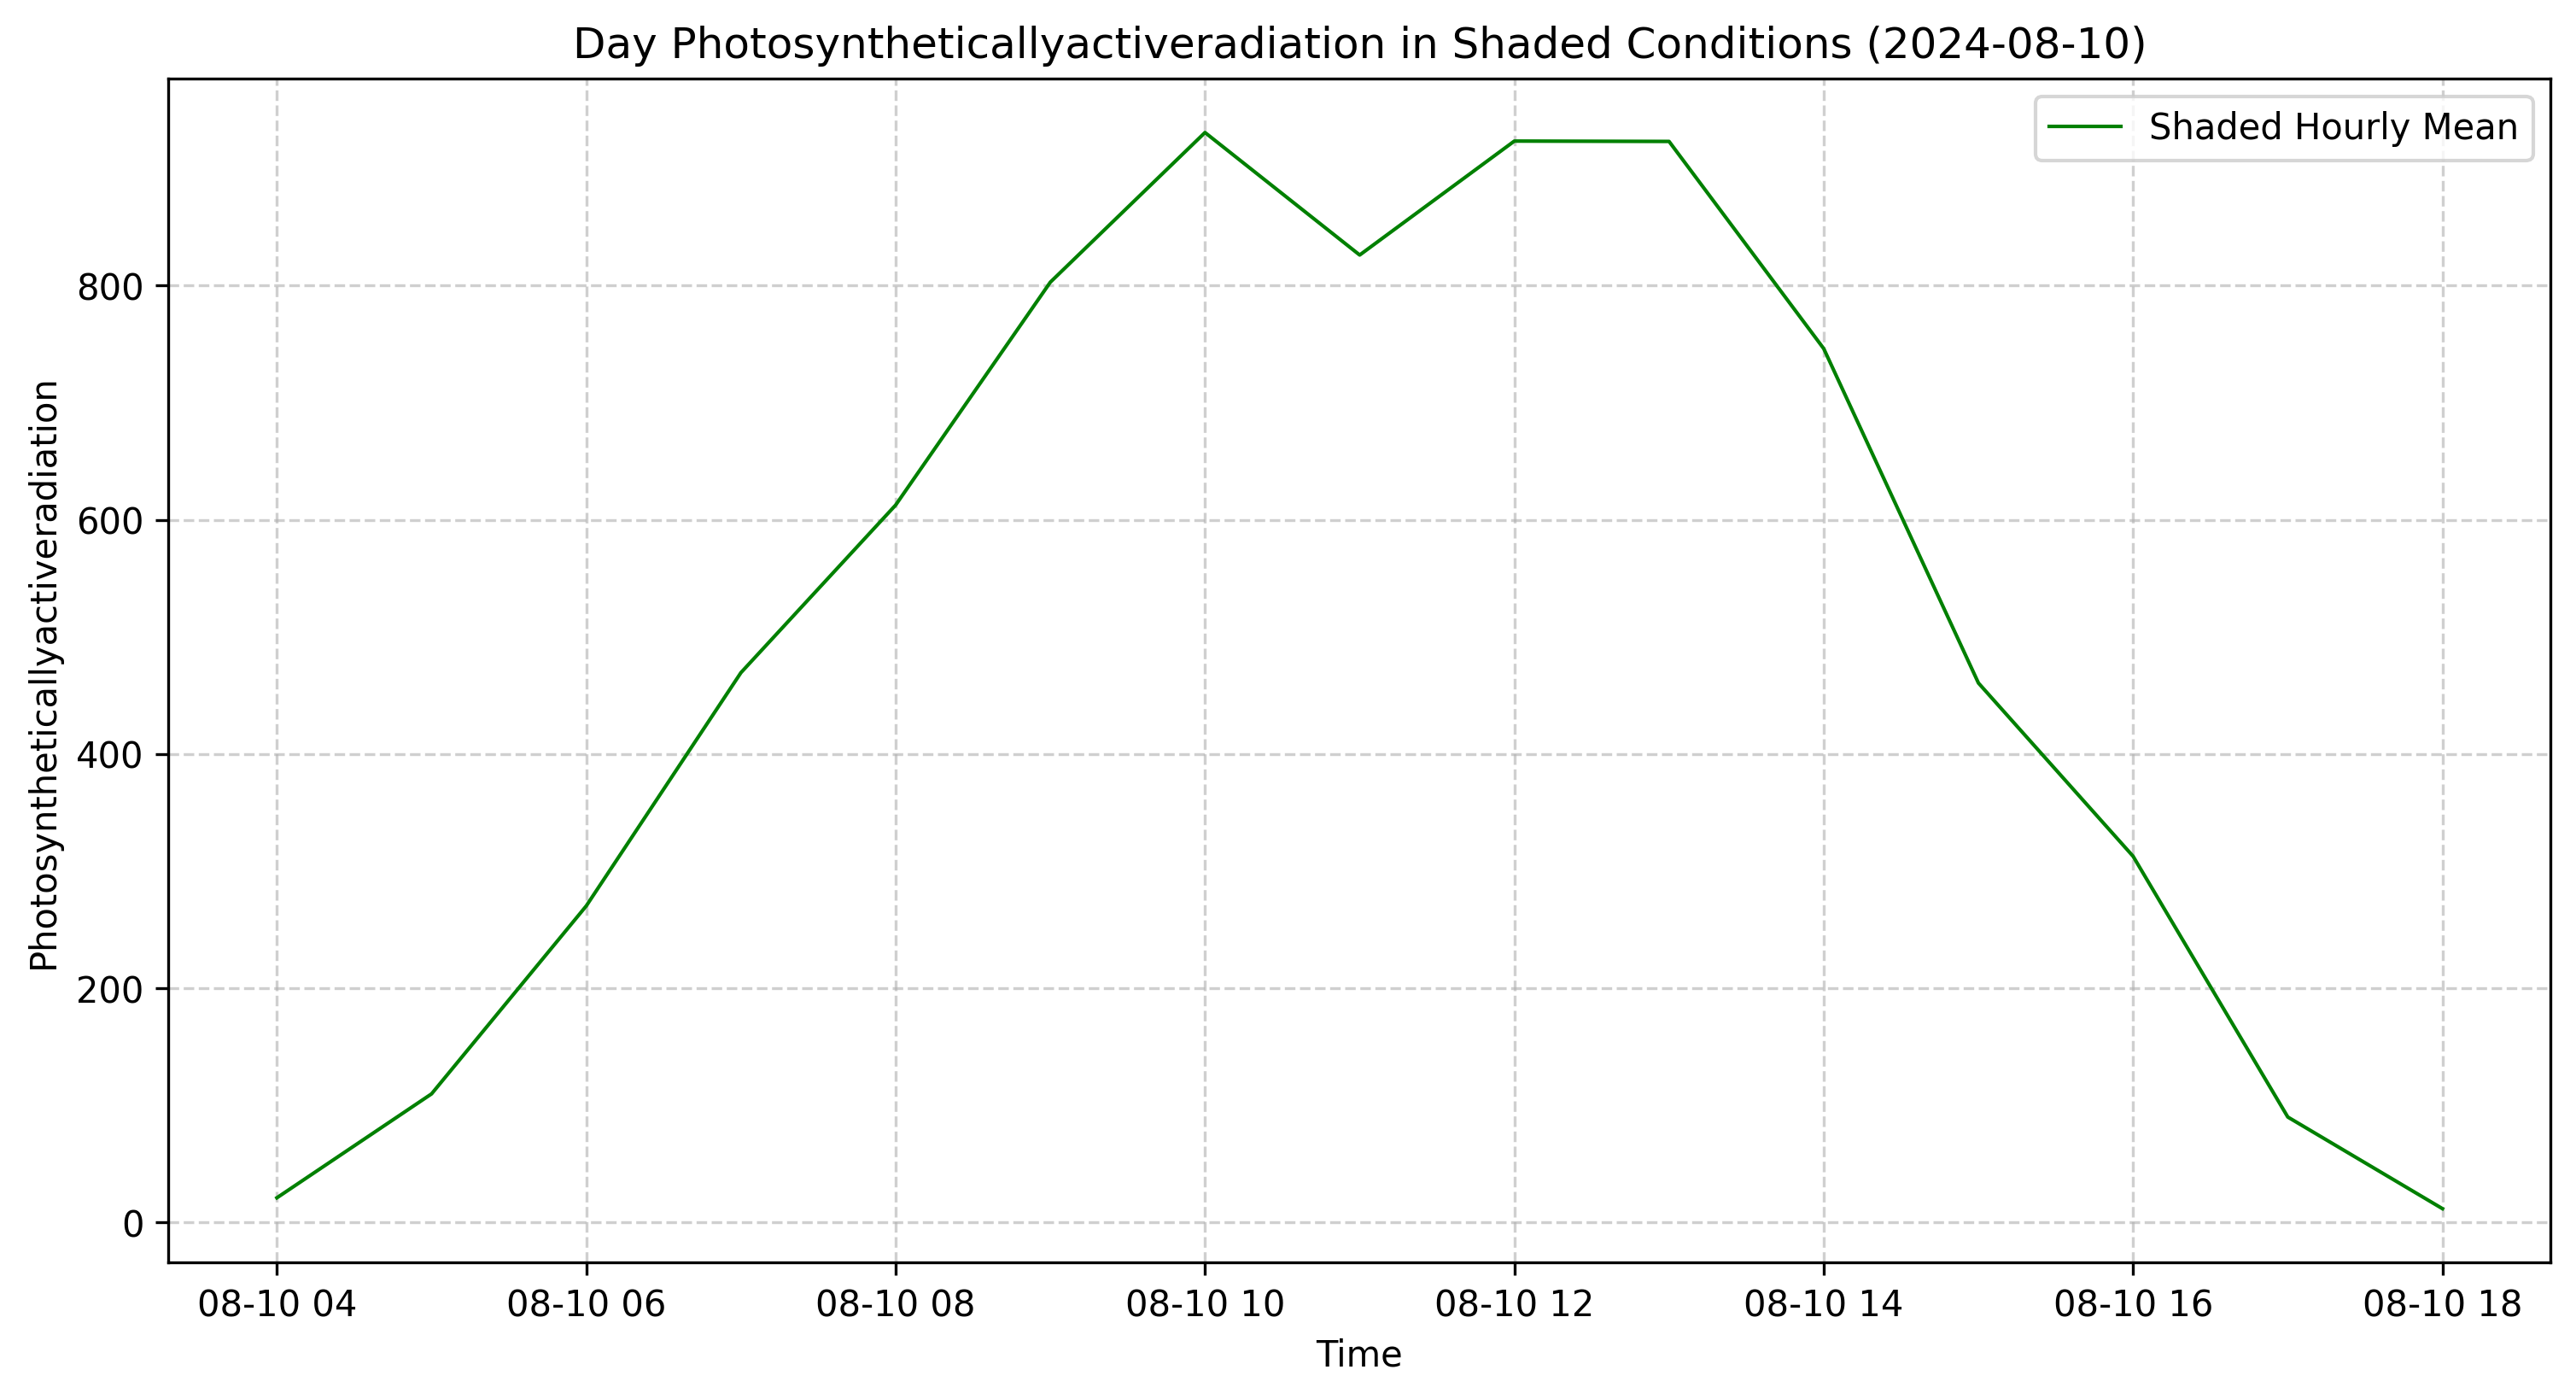 Day Photosyntheticallyactiveradiation in Shaded Conditions (2024-08-10)
Shaded Hourly Mean
Photosyntheticallyactiveradiation
800
600
400
200
0
08-10 04 08-10 06 08-10 08 08-10 10 08-10 12 08-10 14 08-10 16 08-10 18
Time